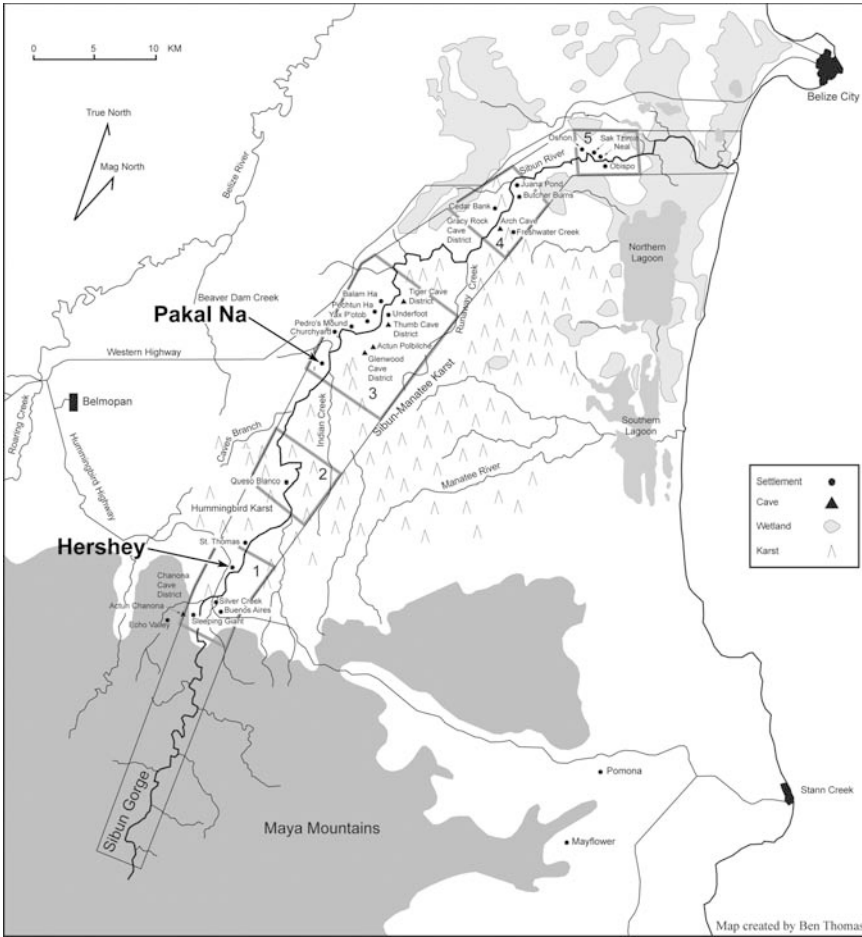 0 5 10 KM
True North
Mag North
Belize River
Belize City
5
Oshon
Sak Tzinok
Neal
Obispo
Sibun River
Juana Pond
Butcher Burns
Cedar Bank
Gracy Rock
Cave
District
Arch Cave
Freshwater Creek
4
Northern
Lagoon
Beaver Dam Creek
Runaway Creek
Balam Ha
Pechtun Ha
Yax P'otob
Pedro's Mound
Churchyard
Tiger Cave
District
Underfoot
Thumb Cave
District
Actun Polbilche
Glenwood
Cave
District
3
Pakal Na
Western Highway
Sibun-Manatee Karst
Belmopan
Roaring Creek
Hummingbird Highway
Caves Branch
Indian Creek
2
Southern
Lagoon
Manatee River
Queso Blanco
Hummingbird Karst
St. Thomas
Hershey
1
Chanona
Cave
District
Silver Creek
Buenos Aires
Actun Chanona
Sleeping Giant
Echo Valley
Settlement
Cave
Wetland
Karst
Sibun Gorge
Maya Mountains
Pomona
Mayflower
Stann Creek
Map created by Ben Thomas